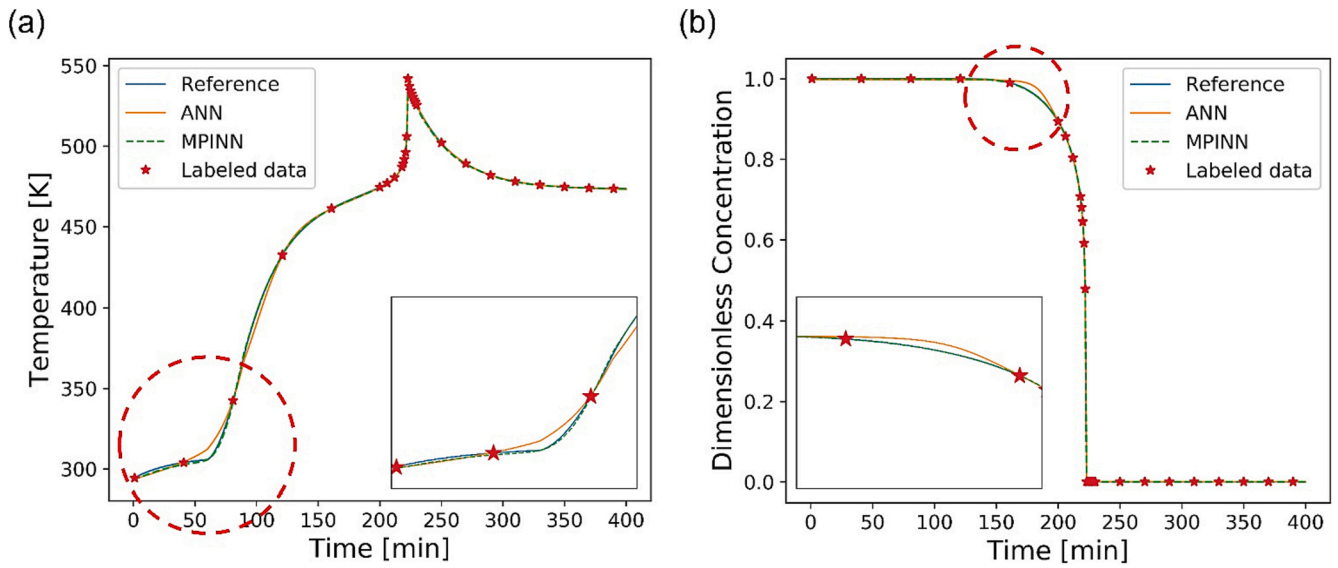 (a)
550
500
450
400
350
300
Temperature [K]
Reference
ANN
MPINN
Labeled data
0 50 100 150 200 250 300 350 400
Time [min]
(b)
1.0
0.8
0.6
0.4
0.2
0.0
Dimensionless Concentration
Reference
ANN
MPINN
Labeled data
0 50 100 150 200 250 300 350 400
Time [min]